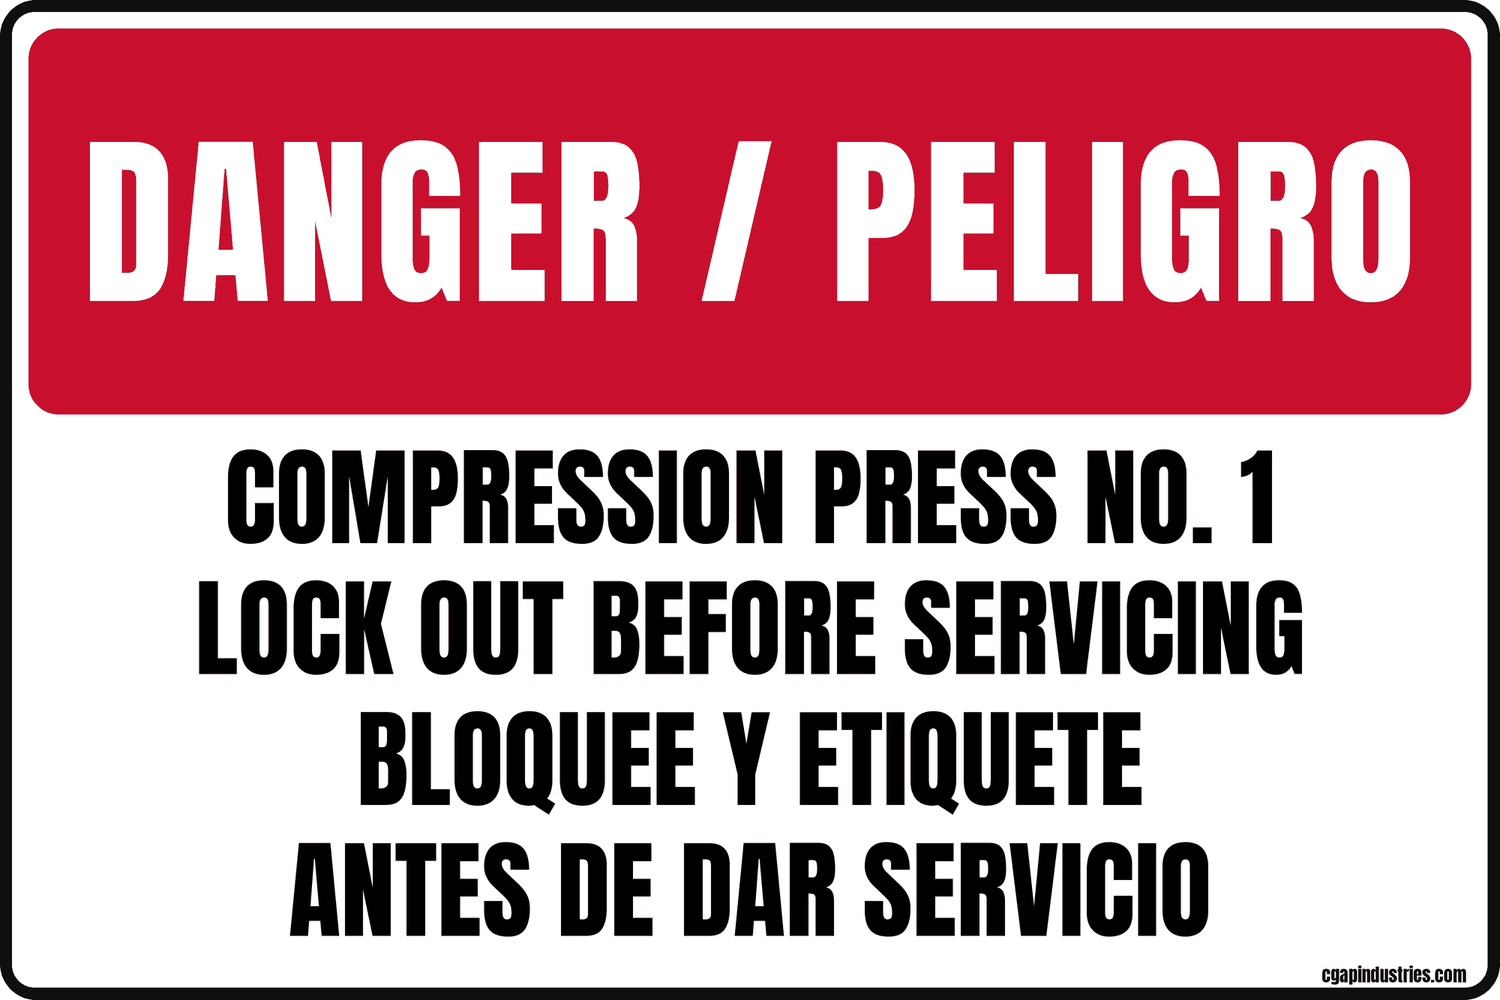 DANGER / PELIGRO
COMPRESSION PRESS NO. 1
LOCK OUT BEFORE SERVICING
BLOQUEE Y ETIQUETE
ANTES DE DAR SERVICIO
cgapindustries.com